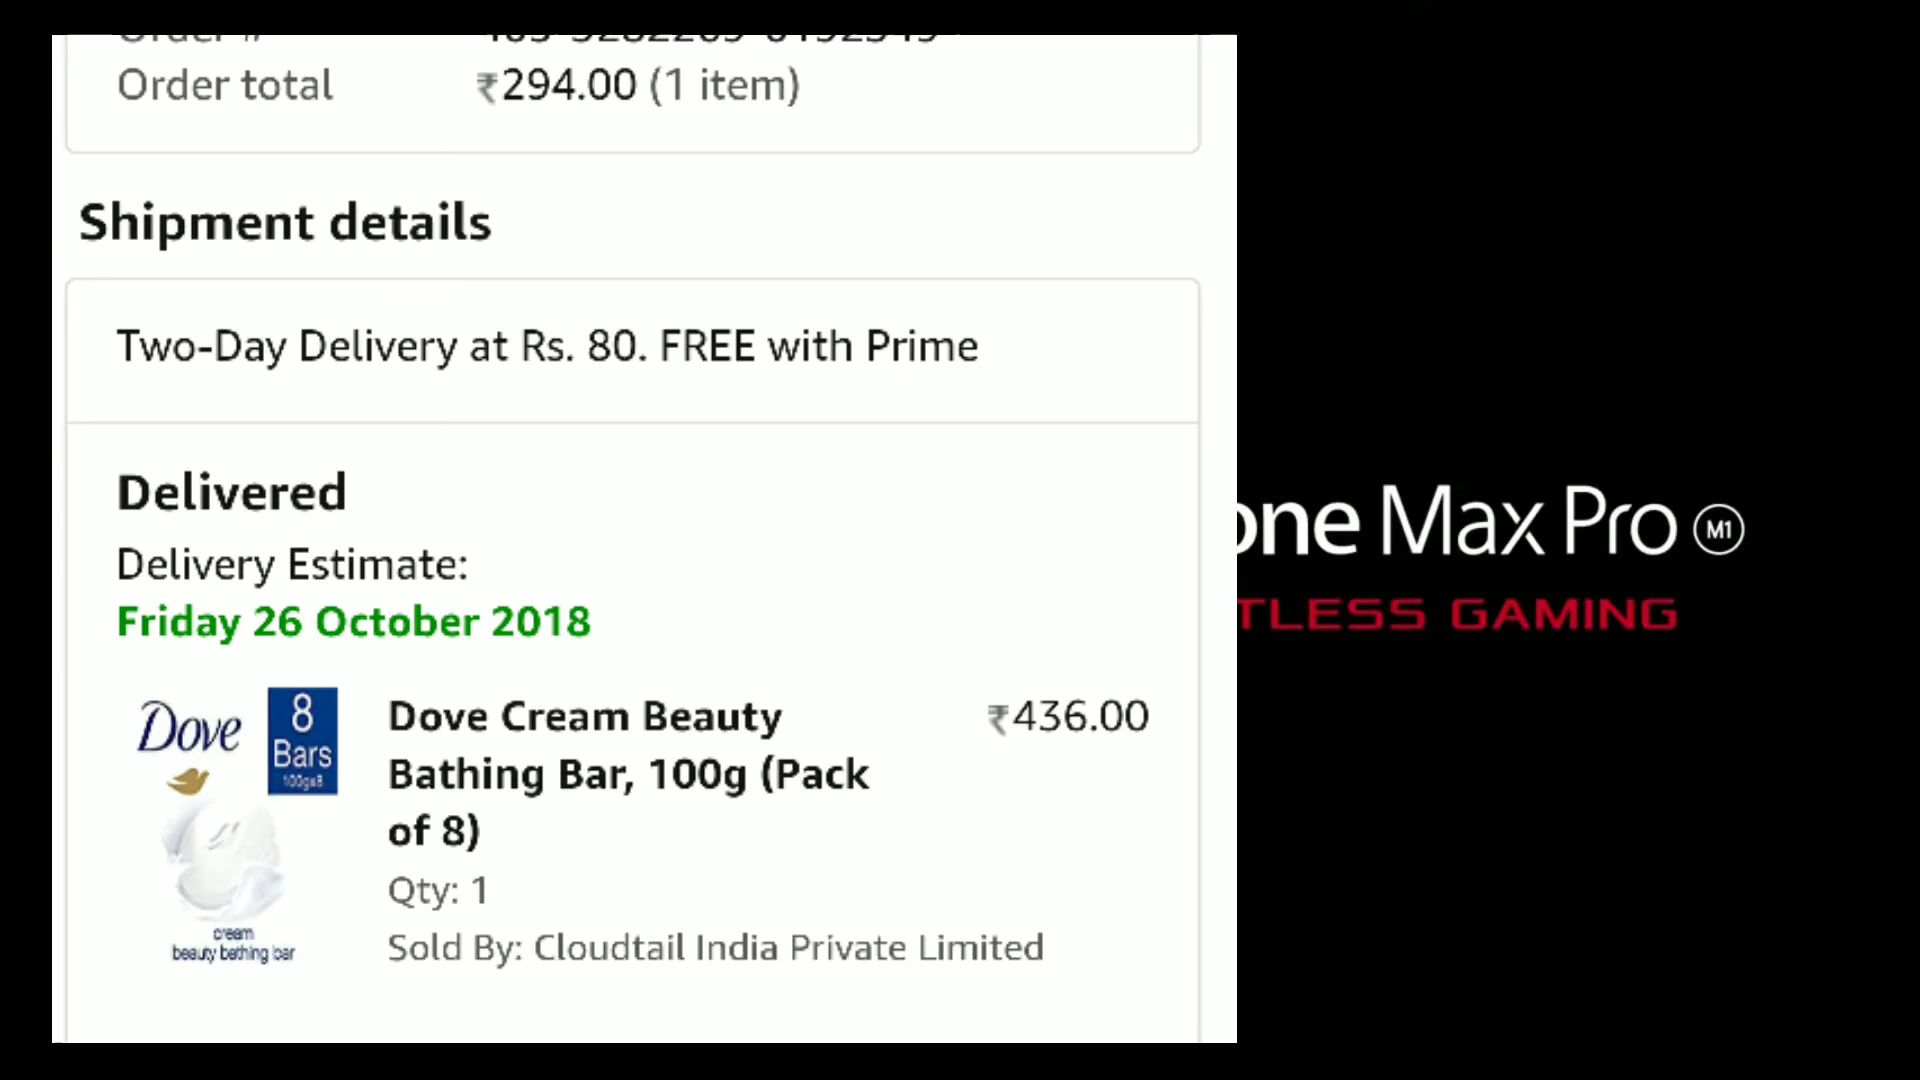 Order total ₹294.00 (1 item)
Shipment details
Two-Day Delivery at Rs. 80. FREE with Prime
Delivered
Delivery Estimate:
Friday 26 October 2018
Dove
8
Bars
100gx8
cream
beauty bathing bar
Dove Cream Beauty
Bathing Bar, 100g (Pack
of 8)
₹436.00
Qty: 1
Sold By: Cloudtail India Private Limited
one Max Pro M1
TLESS GAMING